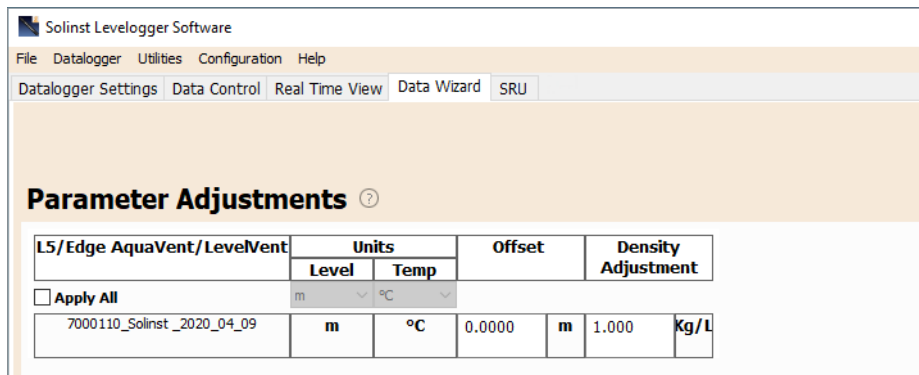 Solinst Levelogger Software
File Datalogger Utilities Configuration Help
Datalogger Settings Data Control Real Time View Data Wizard SRU
Parameter Adjustments ?
L5/Edge AquaVent/LevelVent Units Offset Density
Level Temp Adjustment
Apply All m °C
7000110_Solinst _2020_04_09 m °C 0.0000 m 1.000 Kg/L